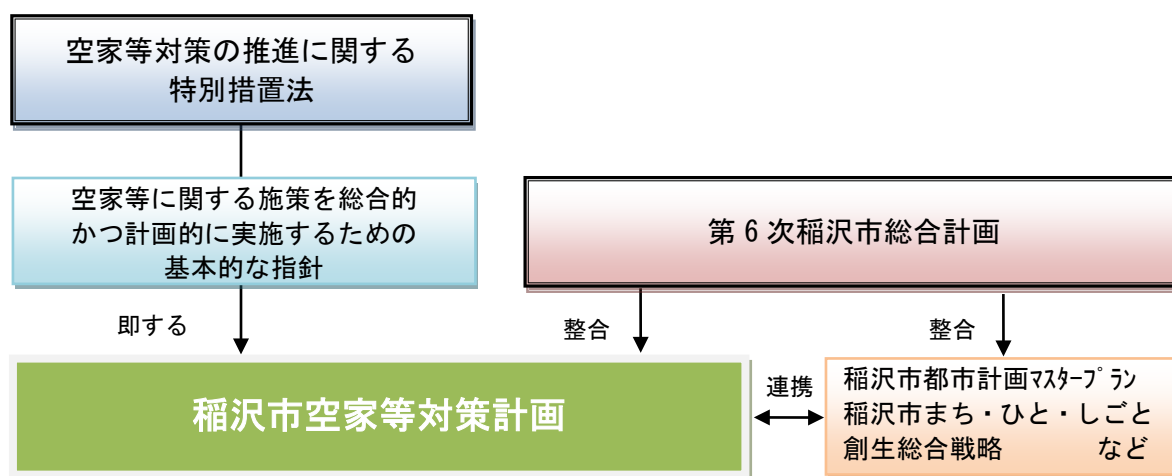 空家等対策の推進に関する
特別措置法
空家等に関する施策を総合的
かつ計画的に実施するための
基本的な指針
第6次稲沢市総合計画
即する
整合
整合
稲沢市空家等対策計画
連携
稲沢市都市計画ﾏｽﾀｰﾌﾟﾗﾝ
稲沢市まち・ひと・しごと
創生総合戦略 など